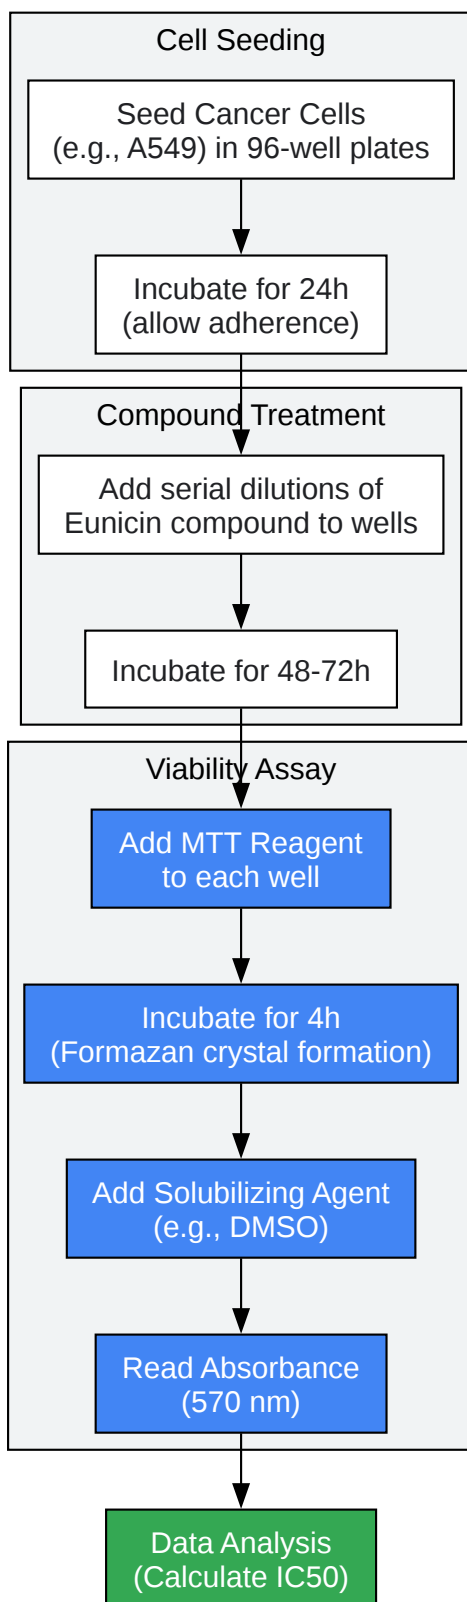 Cell Seeding
Seed Cancer Cells
(e.g., A549) in 96-well plates
Incubate for 24h
(allow adherence)
Compound Treatment
Add serial dilutions of
Eunicin compound to wells
Incubate for 48-72h
Viability Assay
Add MTT Reagent
to each well
Incubate for 4h
(Formazan crystal formation)
Add Solubilizing Agent
(e.g., DMSO)
Read Absorbance
(570 nm)
Data Analysis
(Calculate IC50)